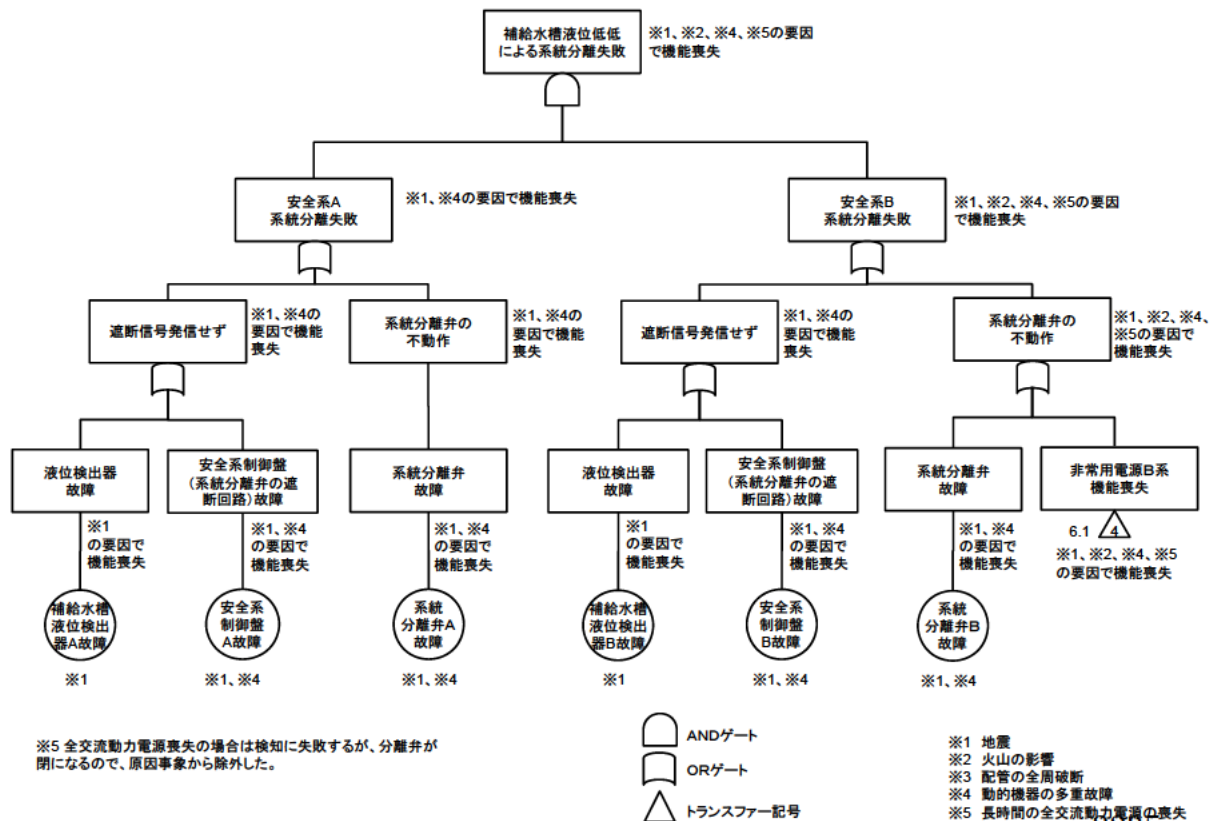 補給水槽液位低低
による系統分離失敗
※1、※2、※4、※5の要因
で機能喪失
安全系A
系統分離失敗
※1、※4の要因で機能喪失
安全系B
系統分離失敗
※1、※2、※4、※5の要因
で機能喪失
遮断信号発信せず
※1、※4の
要因で機能
喪失
系統分離弁の
不動作
※1、※4の
要因で機能
喪失
遮断信号発信せず
※1、※4の
要因で機能
喪失
系統分離弁の
不動作
※1、※2、※4、
※5の要因で
機能喪失
液位検出器
故障
安全系制御盤
(系統分離弁の遮
断回路)故障
系統分離弁
故障
液位検出器
故障
安全系制御盤
(系統分離弁の遮
断回路)故障
系統分離弁
故障
非常用電源B系
機能喪失
※1
の要因で
機能喪失
※1、※4
の要因で
機能喪失
※1、※4
の要因で
機能喪失
※1
の要因で
機能喪失
※1、※4
の要因で
機能喪失
※1、※4
の要因で
機能喪失
6.1 4
※1、※2、※4、※5
の要因で機能喪失
補給水槽
液位検出
器A故障
安全系
制御盤
A故障
系統
分離弁A
故障
補給水槽
液位検出
器B故障
安全系
制御盤
B故障
系統
分離弁B
故障
※1
※1、※4
※1、※4
※1
※1、※4
※1、※4
※5 全交流動力電源喪失の場合は検知に失敗するが、分離弁が
閉になるので、原因事象から除外した。
ANDゲート
ORゲート
トランスファー記号
※1 地震
※2 火山の影響
※3 配管の全周破断
※4 動的機器の多重故障
※5 長時間の全交流動力電源の喪失